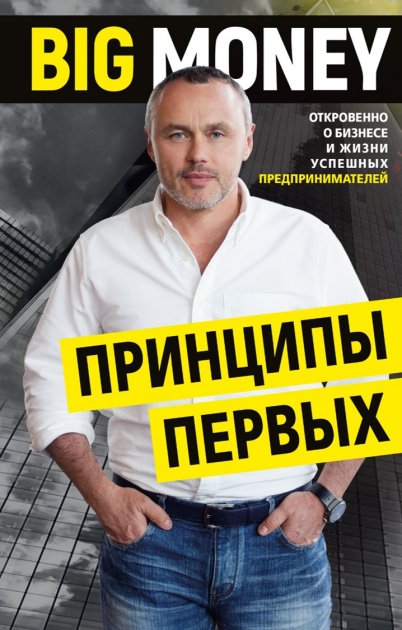 BIG MONEY
ОТКРОВЕННО
О БИЗНЕСЕ
И ЖИЗНИ
УСПЕШНЫХ
ПРЕДПРИНИМАТЕЛЕЙ
ПРИНЦИПЫ
ПЕРВЫХ